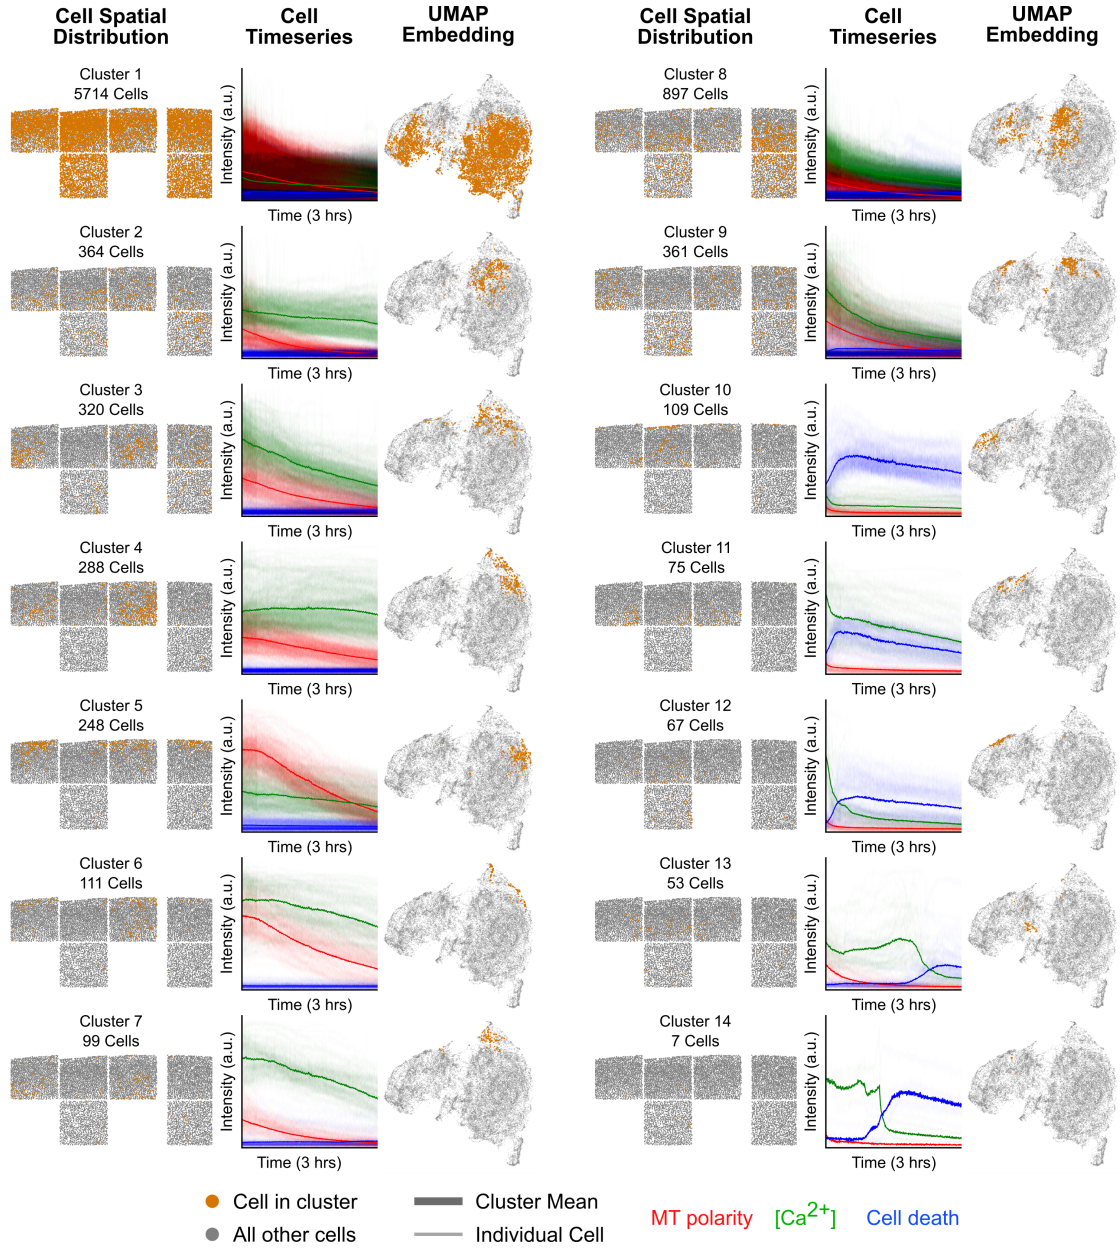 Cell Spatial
Distribution
Cell
Timeseries
UMAP
Embedding
Cell Spatial
Distribution
Cell
Timeseries
UMAP
Embedding
Cluster 1
5714 Cells
Intensity (a.u.)
Time (3 hrs)
Cluster 8
897 Cells
Intensity (a.u.)
Time (3 hrs)
Cluster 2
364 Cells
Intensity (a.u.)
Time (3 hrs)
Cluster 9
361 Cells
Intensity (a.u.)
Time (3 hrs)
Cluster 3
320 Cells
Intensity (a.u.)
Time (3 hrs)
Cluster 10
109 Cells
Intensity (a.u.)
Time (3 hrs)
Cluster 4
288 Cells
Intensity (a.u.)
Time (3 hrs)
Cluster 11
75 Cells
Intensity (a.u.)
Time (3 hrs)
Cluster 5
248 Cells
Intensity (a.u.)
Time (3 hrs)
Cluster 12
67 Cells
Intensity (a.u.)
Time (3 hrs)
Cluster 6
111 Cells
Intensity (a.u.)
Time (3 hrs)
Cluster 13
53 Cells
Intensity (a.u.)
Time (3 hrs)
Cluster 7
99 Cells
Intensity (a.u.)
Time (3 hrs)
Cluster 14
7 Cells
Intensity (a.u.)
Time (3 hrs)
Cell in cluster
Cluster Mean
All other cells
Individual Cell
MT polarity [Ca2+] Cell death